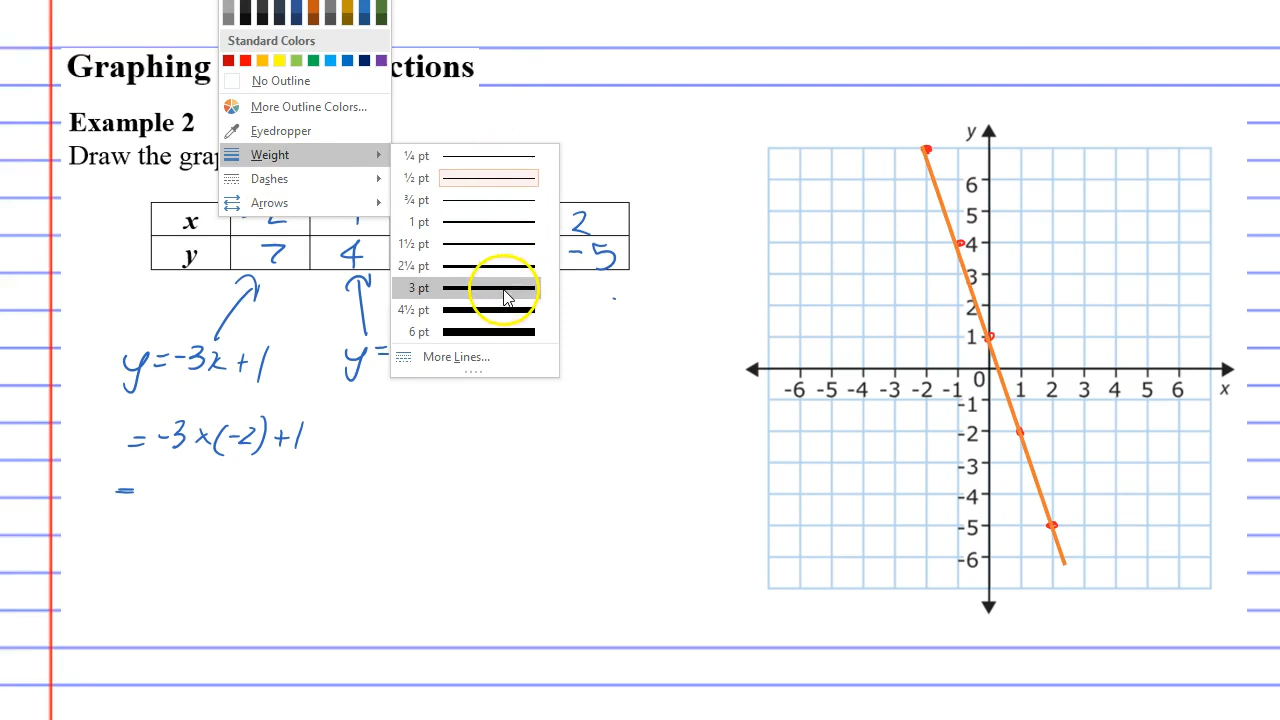 Standard Colors
Graphing ctions
No Outline
More Outline Colors...
Example 2
Eyedropper
Draw the grap
Weight
Dashes
Arrows
¼ pt
½ pt
¾ pt
1 pt
1½ pt
2¼ pt
3 pt
4½ pt
6 pt
More Lines...
x -2 2
y 7 4 -5
y=-3x+1
y=
=-3×(-2)+1
=
y
6
5
4
3
2
1
0
-6 -5 -4 -3 -2 -1 1 2 3 4 5 6 x
-1
-2
-3
-4
-5
-6